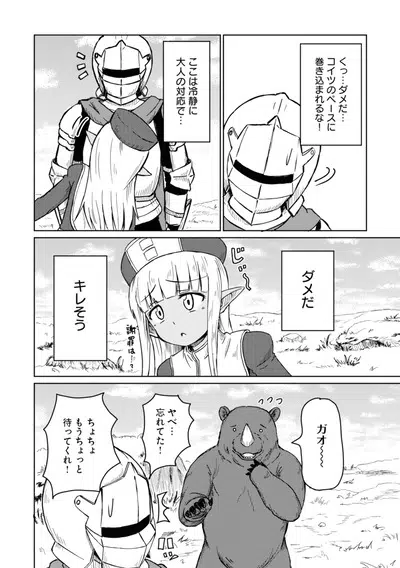 くっ…ダメだ…
コイツのペースに
巻き込まれるな!
ここは冷静に
大人の対応で…
じーっ
ダメだ
謝罪は…?
キレそう
ガオ〜〜
ヤベ…
忘れてた!
ちょちょ
もうちょっと
待ってくれ!